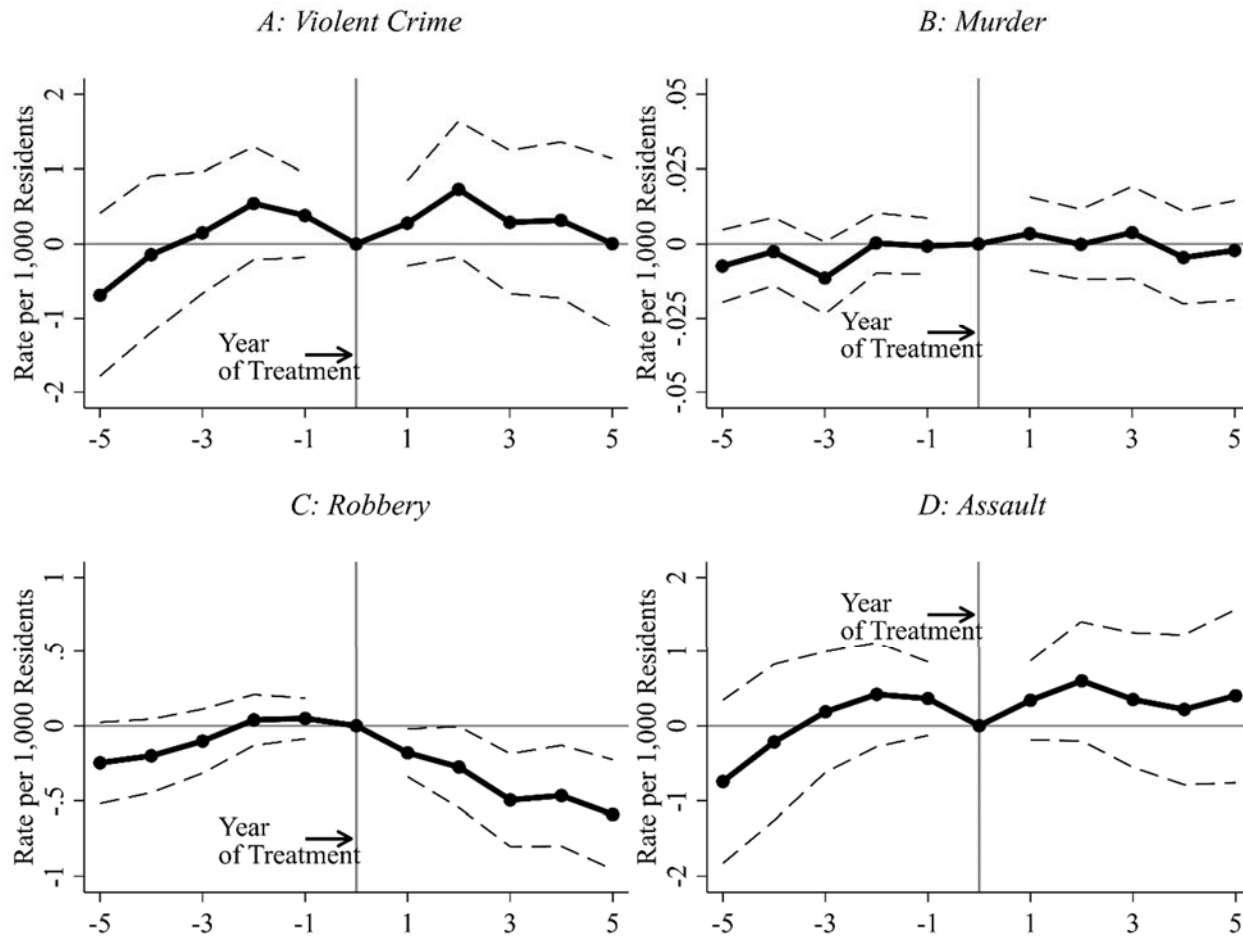 A: Violent Crime
Rate per 1,000 Residents
2
1
0
-1
-2
Year
of Treatment
-5
-3
-1
1
3
5
B: Murder
Rate per 1,000 Residents
.05
.025
0
-.025
-.05
Year
of Treatment
-5
-3
-1
1
3
5
C: Robbery
Rate per 1,000 Residents
1
.5
0
-.5
-1
Year
of Treatment
-5
-3
-1
1
3
5
D: Assault
Rate per 1,000 Residents
2
1
0
-1
-2
Year
of Treatment
-5
-3
-1
1
3
5